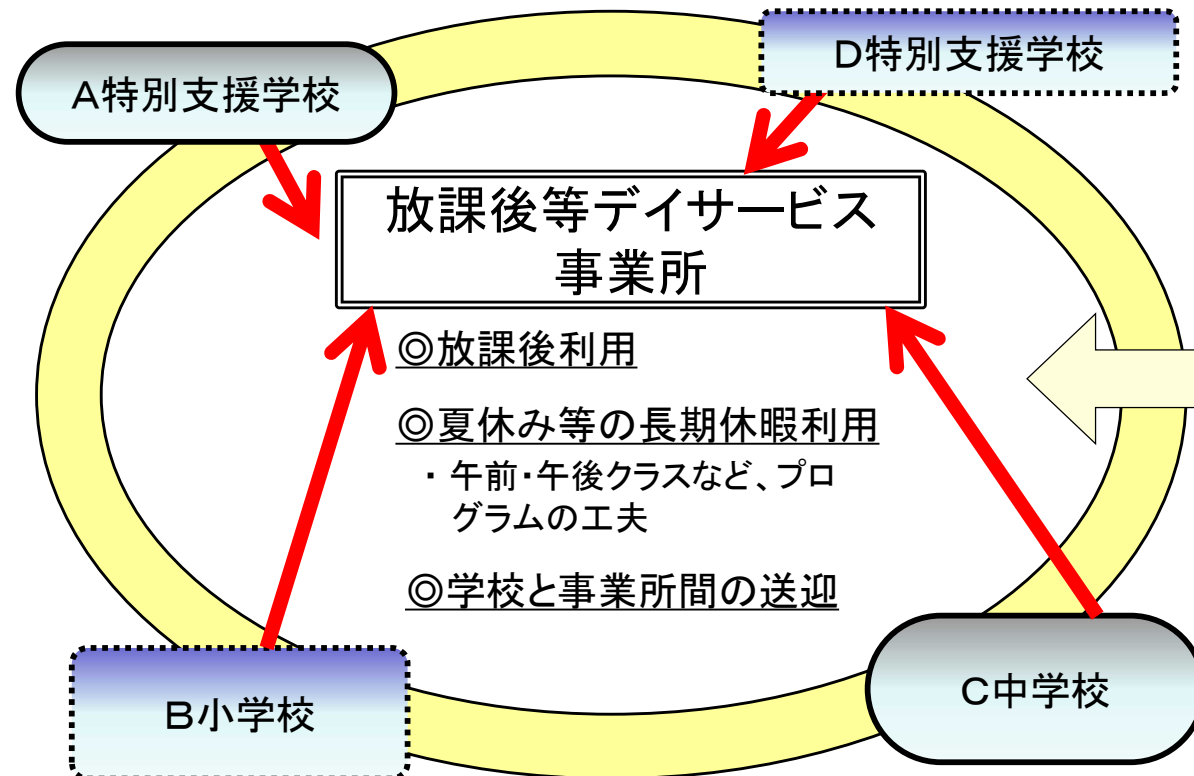 A特別支援学校
D特別支援学校
放課後等デイサービス
事業所
◎放課後利用
◎夏休み等の長期休暇利用
・ 午前・午後クラスなど、プロ
グラムの工夫
◎学校と事業所間の送迎
B小学校
C中学校